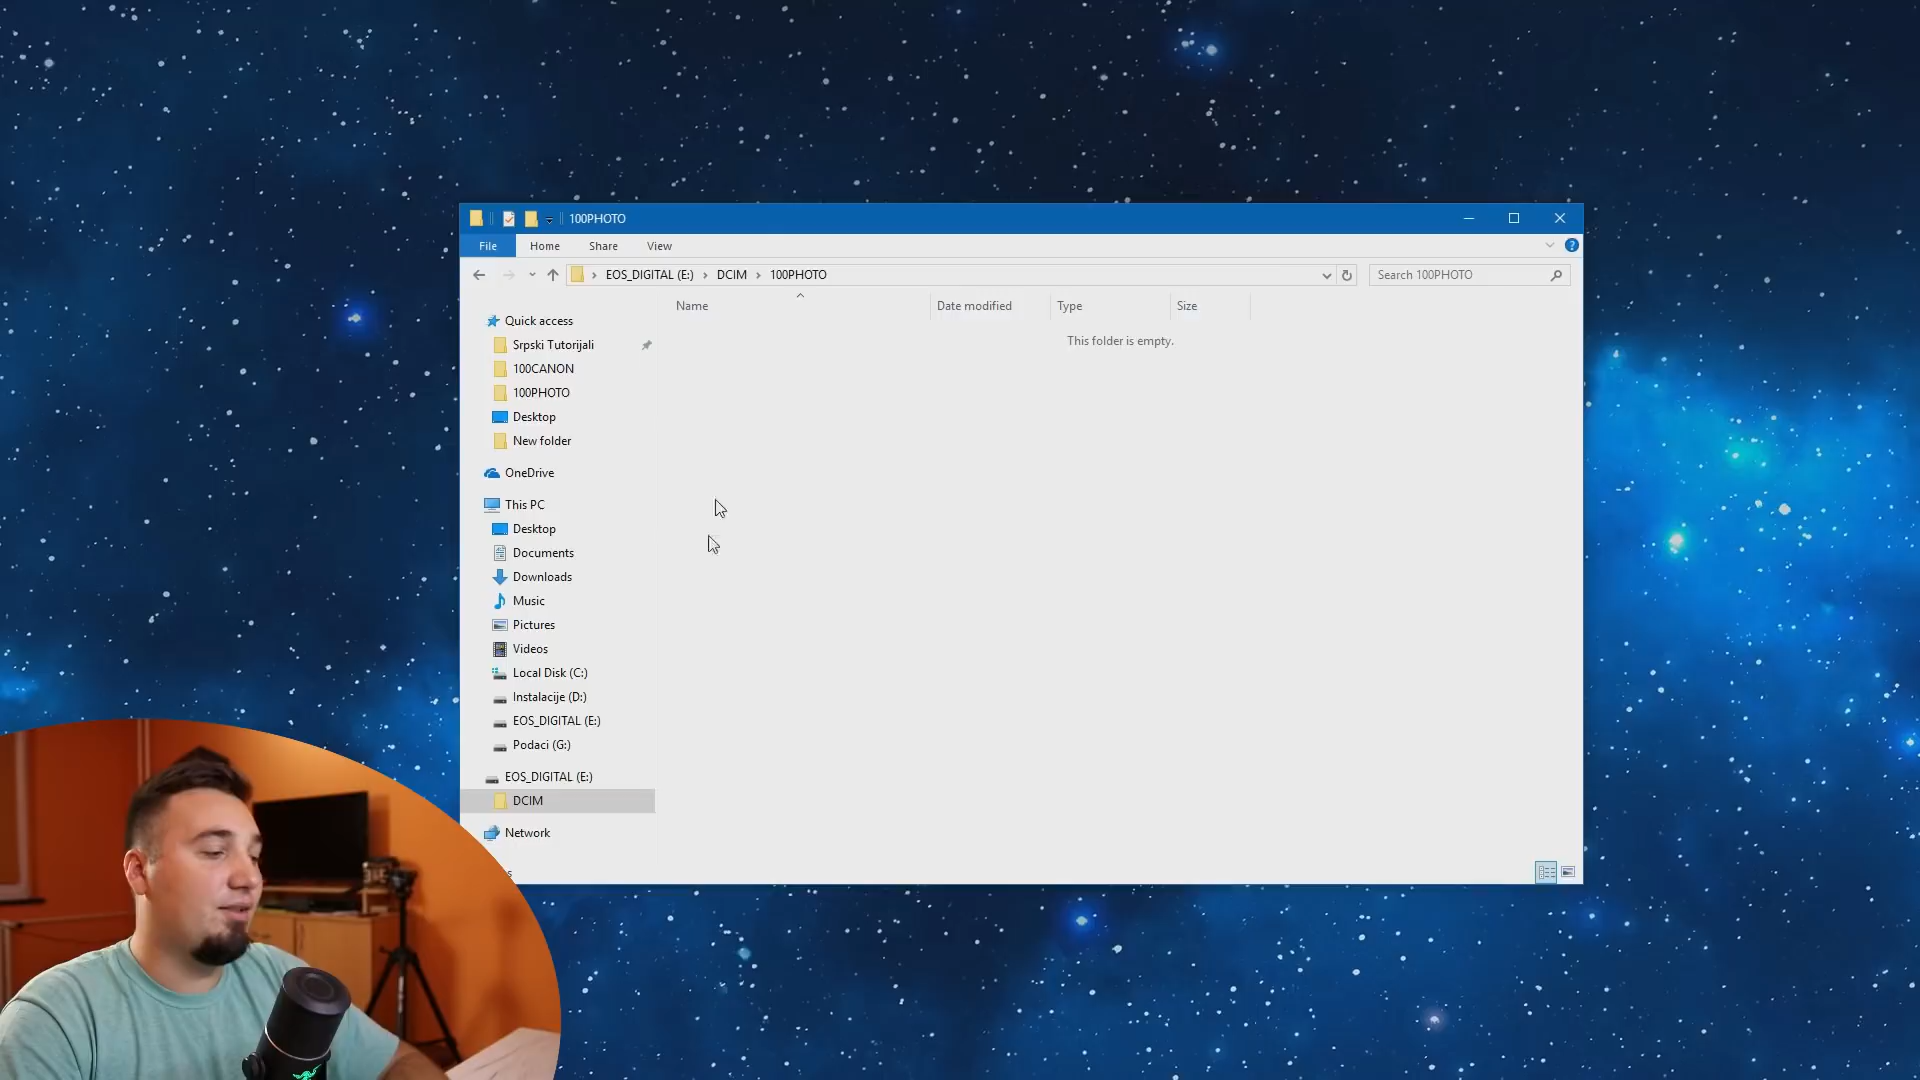 100PHOTO
File Home Share View
EOS_DIGITAL (E:) DCIM 100PHOTO
Search 100PHOTO
Name Date modified Type Size
This folder is empty.
Quick access
Srpski Tutorijali
100CANON
100PHOTO
Desktop
New folder
OneDrive
This PC
Desktop
Documents
Downloads
Music
Pictures
Videos
Local Disk (C:)
Instalacije (D:)
EOS_DIGITAL (E:)
Podaci (G:)
EOS_DIGITAL (E:)
DCIM
Network